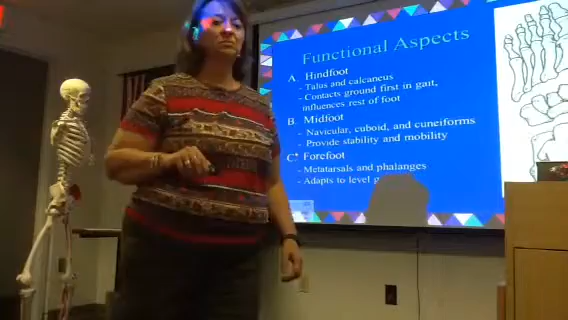 Functional Aspects
A. Hindfoot
- Talus and calcaneus
- Contacts ground first in gait,
influences rest of foot
B. Midfoot
- Navicular, cuboid, and cuneiforms
- Provide stability and mobility
C. Forefoot
- Metatarsals and phalanges
- Adapts to level